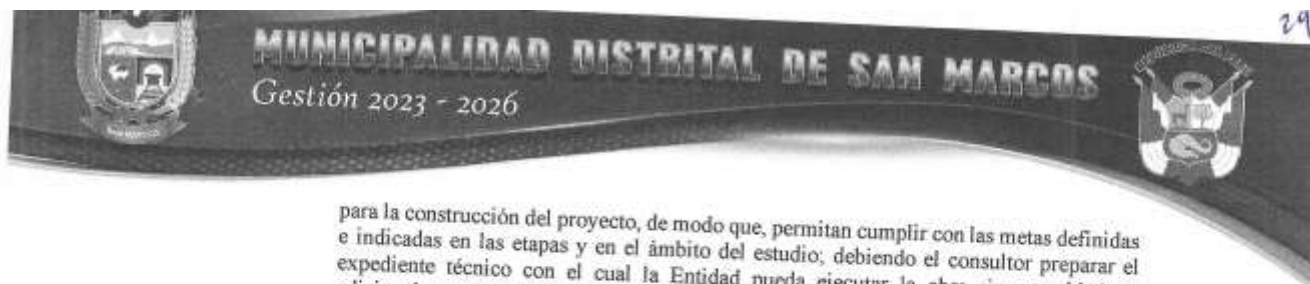 29
MUNICIPALIDAD DISTRITAL DE SAN MARCOS
Gestión 2023 - 2026
para la construcción del proyecto, de modo que, permitan cumplir con las metas definidas
e indicadas en las etapas y en el ámbito del estudio; debiendo el consultor preparar el
expediente técnico con el cual la Entidad pueda ejecutar la obra